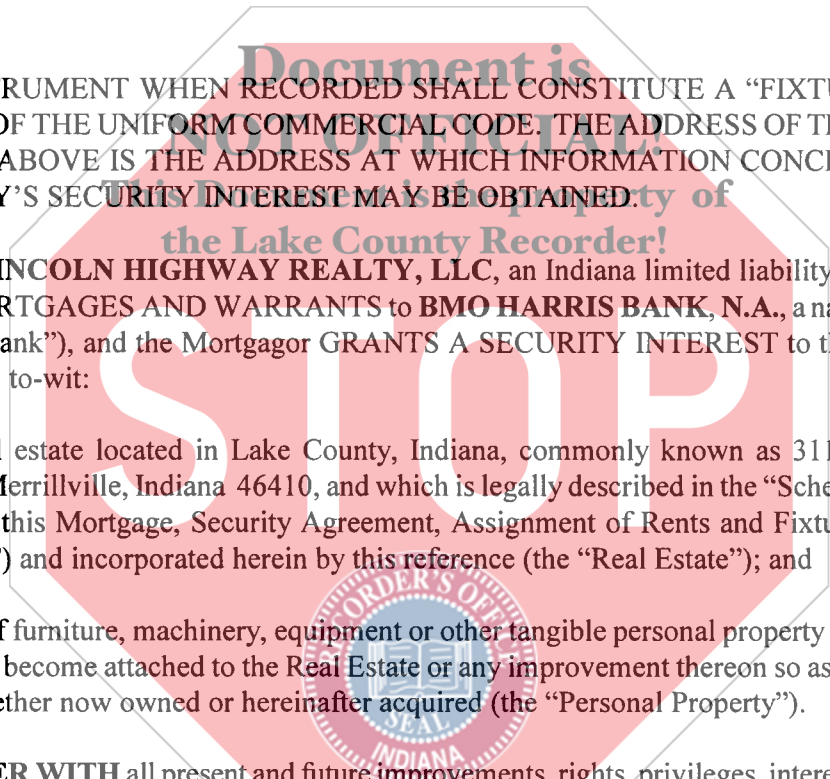 Document is
TRUMENT WHEN RECORDED SHALL CONSTITUTE A “FIXTU
OF THE UNIFORM COMMERCIAL CODE. THE ADDRESS OF TH
NOT OFFICIAL!
ABOVE IS THE ADDRESS AT WHICH INFORMATION CONCE
Y’S SECURITY INTEREST MAY BE OBTAINED.
This Document is the property of
the Lake County Recorder!
INCOLN HIGHWAY REALTY, LLC, an Indiana limited liability
RTGAGES AND WARRANTS to BMO HARRIS BANK, N.A., a na
ank”), and the Mortgagor GRANTS A SECURITY INTEREST to th
to-wit:
STOP
l estate located in Lake County, Indiana, commonly known as 311
Merrillville, Indiana 46410, and which is legally described in the “Sche
this Mortgage, Security Agreement, Assignment of Rents and Fixtu
”) and incorporated herein by this reference (the “Real Estate”); and
f furniture, machinery, equipment or other tangible personal property
become attached to the Real Estate or any improvement thereon so as
ether now owned or hereinafter acquired (the “Personal Property”).
RECORDER'S OFFICE
SEAL
INDIANA
ER WITH all present and future improvements, rights, privileges, intere